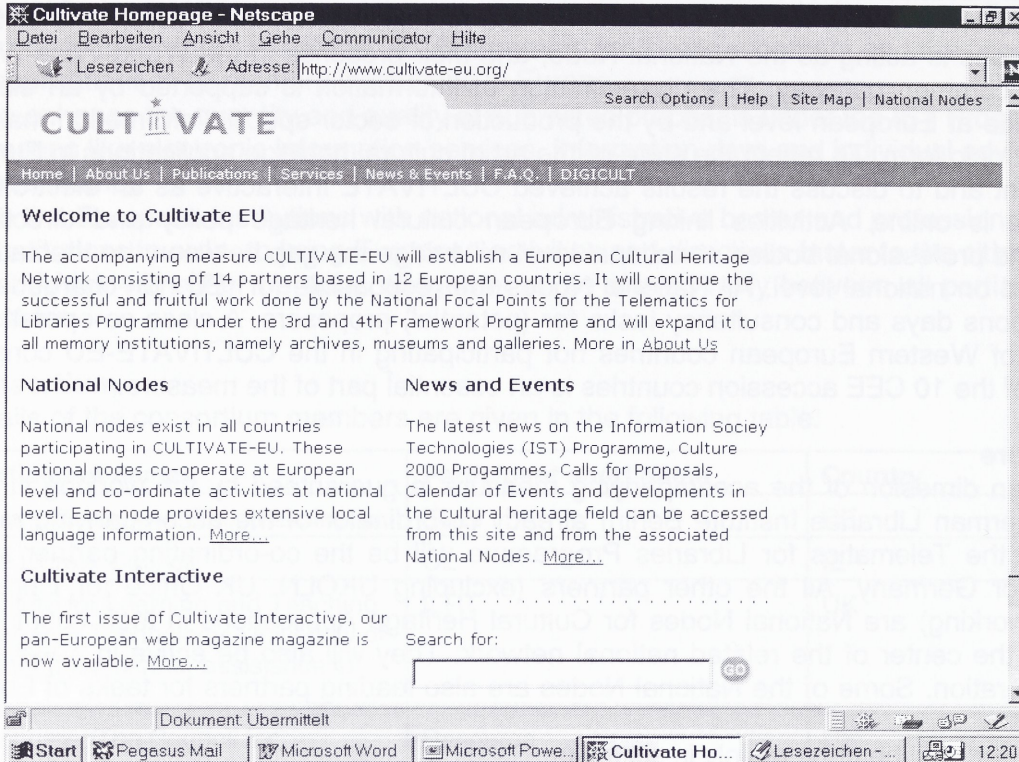 Cultivate Homepage - Netscape
Datei Bearbeiten Ansicht Gehe Communicator Hilfe
Lesezeichen Adresse: http://www.cultivate-eu.org/
Search Options | Help | Site Map | National Nodes
CULTIVATE
Home | About Us | Publications | Services | News & Events | F.A.Q. | DIGICULT
Welcome to Cultivate EU
The accompanying measure CULTIVATE-EU will establish a European Cultural Heritage
Network consisting of 14 partners based in 12 European countries. It will continue the
successful and fruitful work done by the National Focal Points for the Telematics for
Libraries Programme under the 3rd and 4th Framework Programme and will expand it to
all memory institutions, namely archives, museums and galleries. More in About Us
National Nodes
National nodes exist in all countries
participating in CULTIVATE-EU. These
national nodes co-operate at European
level and co-ordinate activities at national
level. Each node provides extensive local
language information. More...
Cultivate Interactive
The first issue of Cultivate Interactive, our
pan-European web magazine magazine is
now available. More...
News and Events
The latest news on the Information Sociey
Technologies (IST) Programme, Culture
2000 Progammes, Calls for Proposals,
Calendar of Events and developments in
the cultural heritage field can be accessed
from this site and from the associated
National Nodes. More...
Search for:
GO
Dokument: Übermittelt
Start Pegasus Mail Microsoft Word Microsoft Powe... Cultivate Ho... Lesezeichen -... 12:20